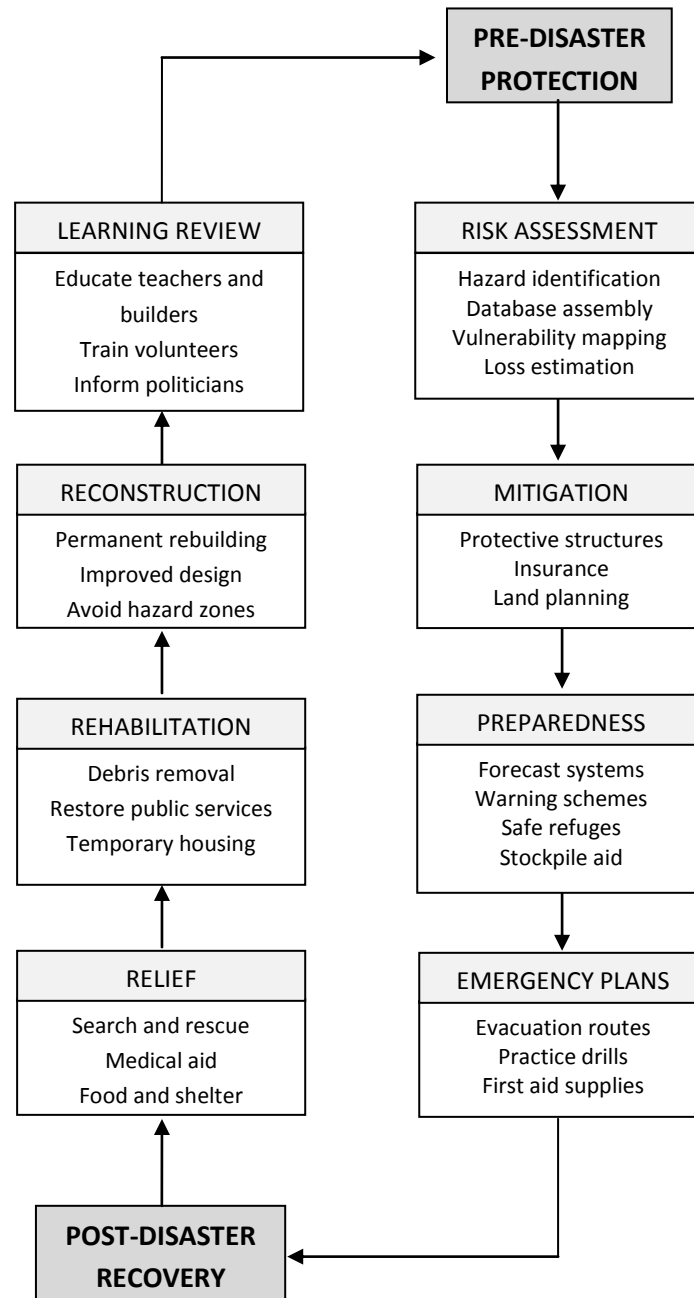 PRE-DISASTER
PROTECTION
RISK ASSESSMENT
Hazard identification
Database assembly
Vulnerability mapping
Loss estimation
MITIGATION
Protective structures
Insurance
Land planning
PREPAREDNESS
Forecast systems
Warning schemes
Safe refuges
Stockpile aid
EMERGENCY PLANS
Evacuation routes
Practice drills
First aid supplies
POST-DISASTER
RECOVERY
RELIEF
Search and rescue
Medical aid
Food and shelter
REHABILITATION
Debris removal
Restore public services
Temporary housing
RECONSTRUCTION
Permanent rebuilding
Improved design
Avoid hazard zones
LEARNING REVIEW
Educate teachers and
builders
Train volunteers
Inform politicians